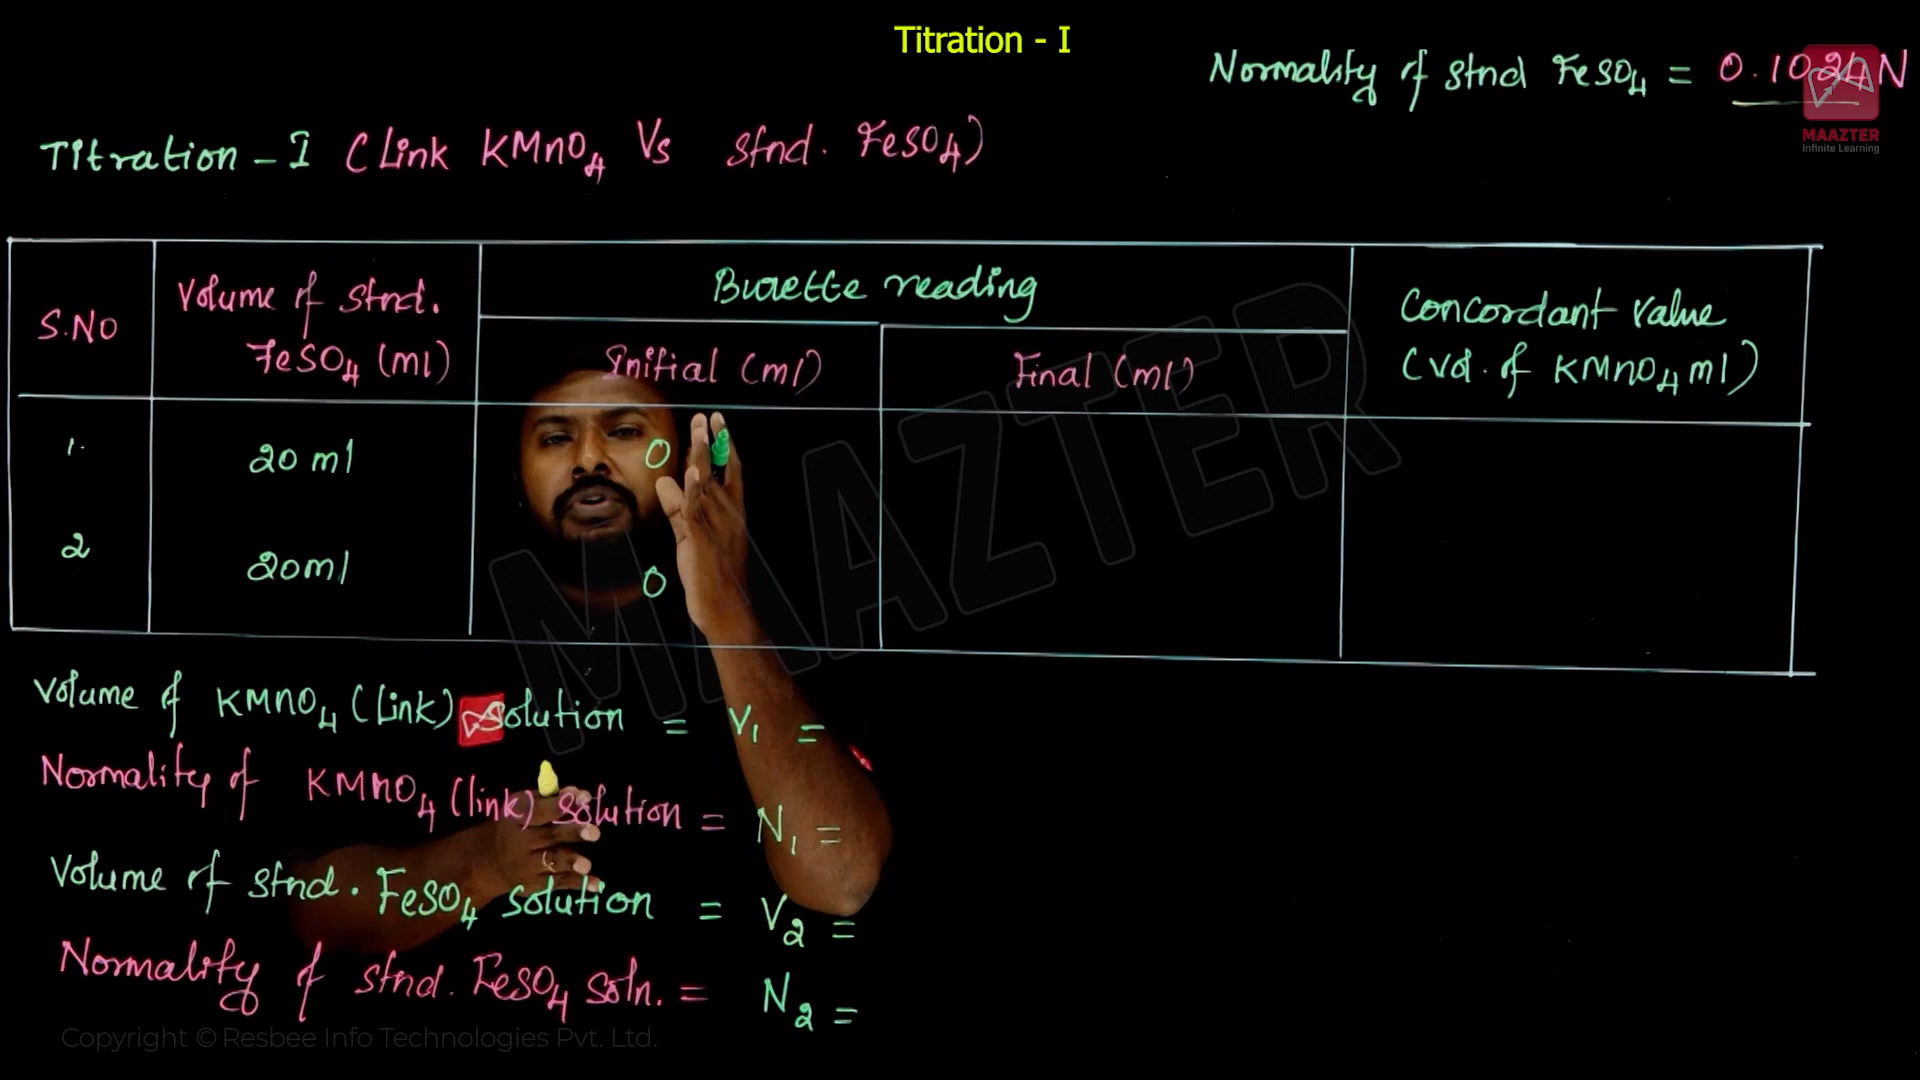 Titration - I
Normality of stnd FeSO4 = 0.1024 N
MAAZTER
Infinite Learning
Titration - I (Link KMnO4 Vs stnd. FeSO4)
S.NO
Volume of stnd. FeSO4 (ml)
Burette reading
Initial (ml)
Final (ml)
Concordant value (Vol. of KMnO4 ml)
1. 20 ml 0
2 20ml 0
MAAZTER
Volume of KMnO4 (Link) solution = V1 =
Normality of KMnO4 (link) solution = N1 =
Volume of stnd. FeSO4 solution = V2 =
Normality of stnd. FeSO4 soln. = N2 =
Copyright © Resbee Info Technologies Pvt. Ltd.